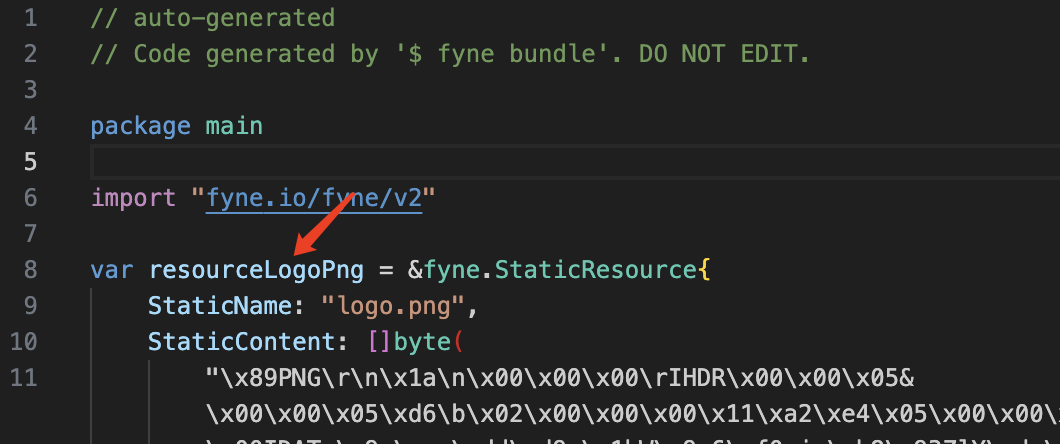 1 // auto-generated
2 // Code generated by '$ fyne bundle'. DO NOT EDIT.
3
4 package main
5
6 import "fyne.io/fyne/v2"
7
8 var resourceLogoPng = &fyne.StaticResource{
9 StaticName: "logo.png",
10 StaticContent: []byte(
11 "\x89PNG\r\n\x1a\n\x00\x00\x00\rIHDR\x00\x00\x05&
\x00\x00\x05\xd6\b\x02\x00\x00\x00\x11\xa2\xe4\x05\x00\x00\